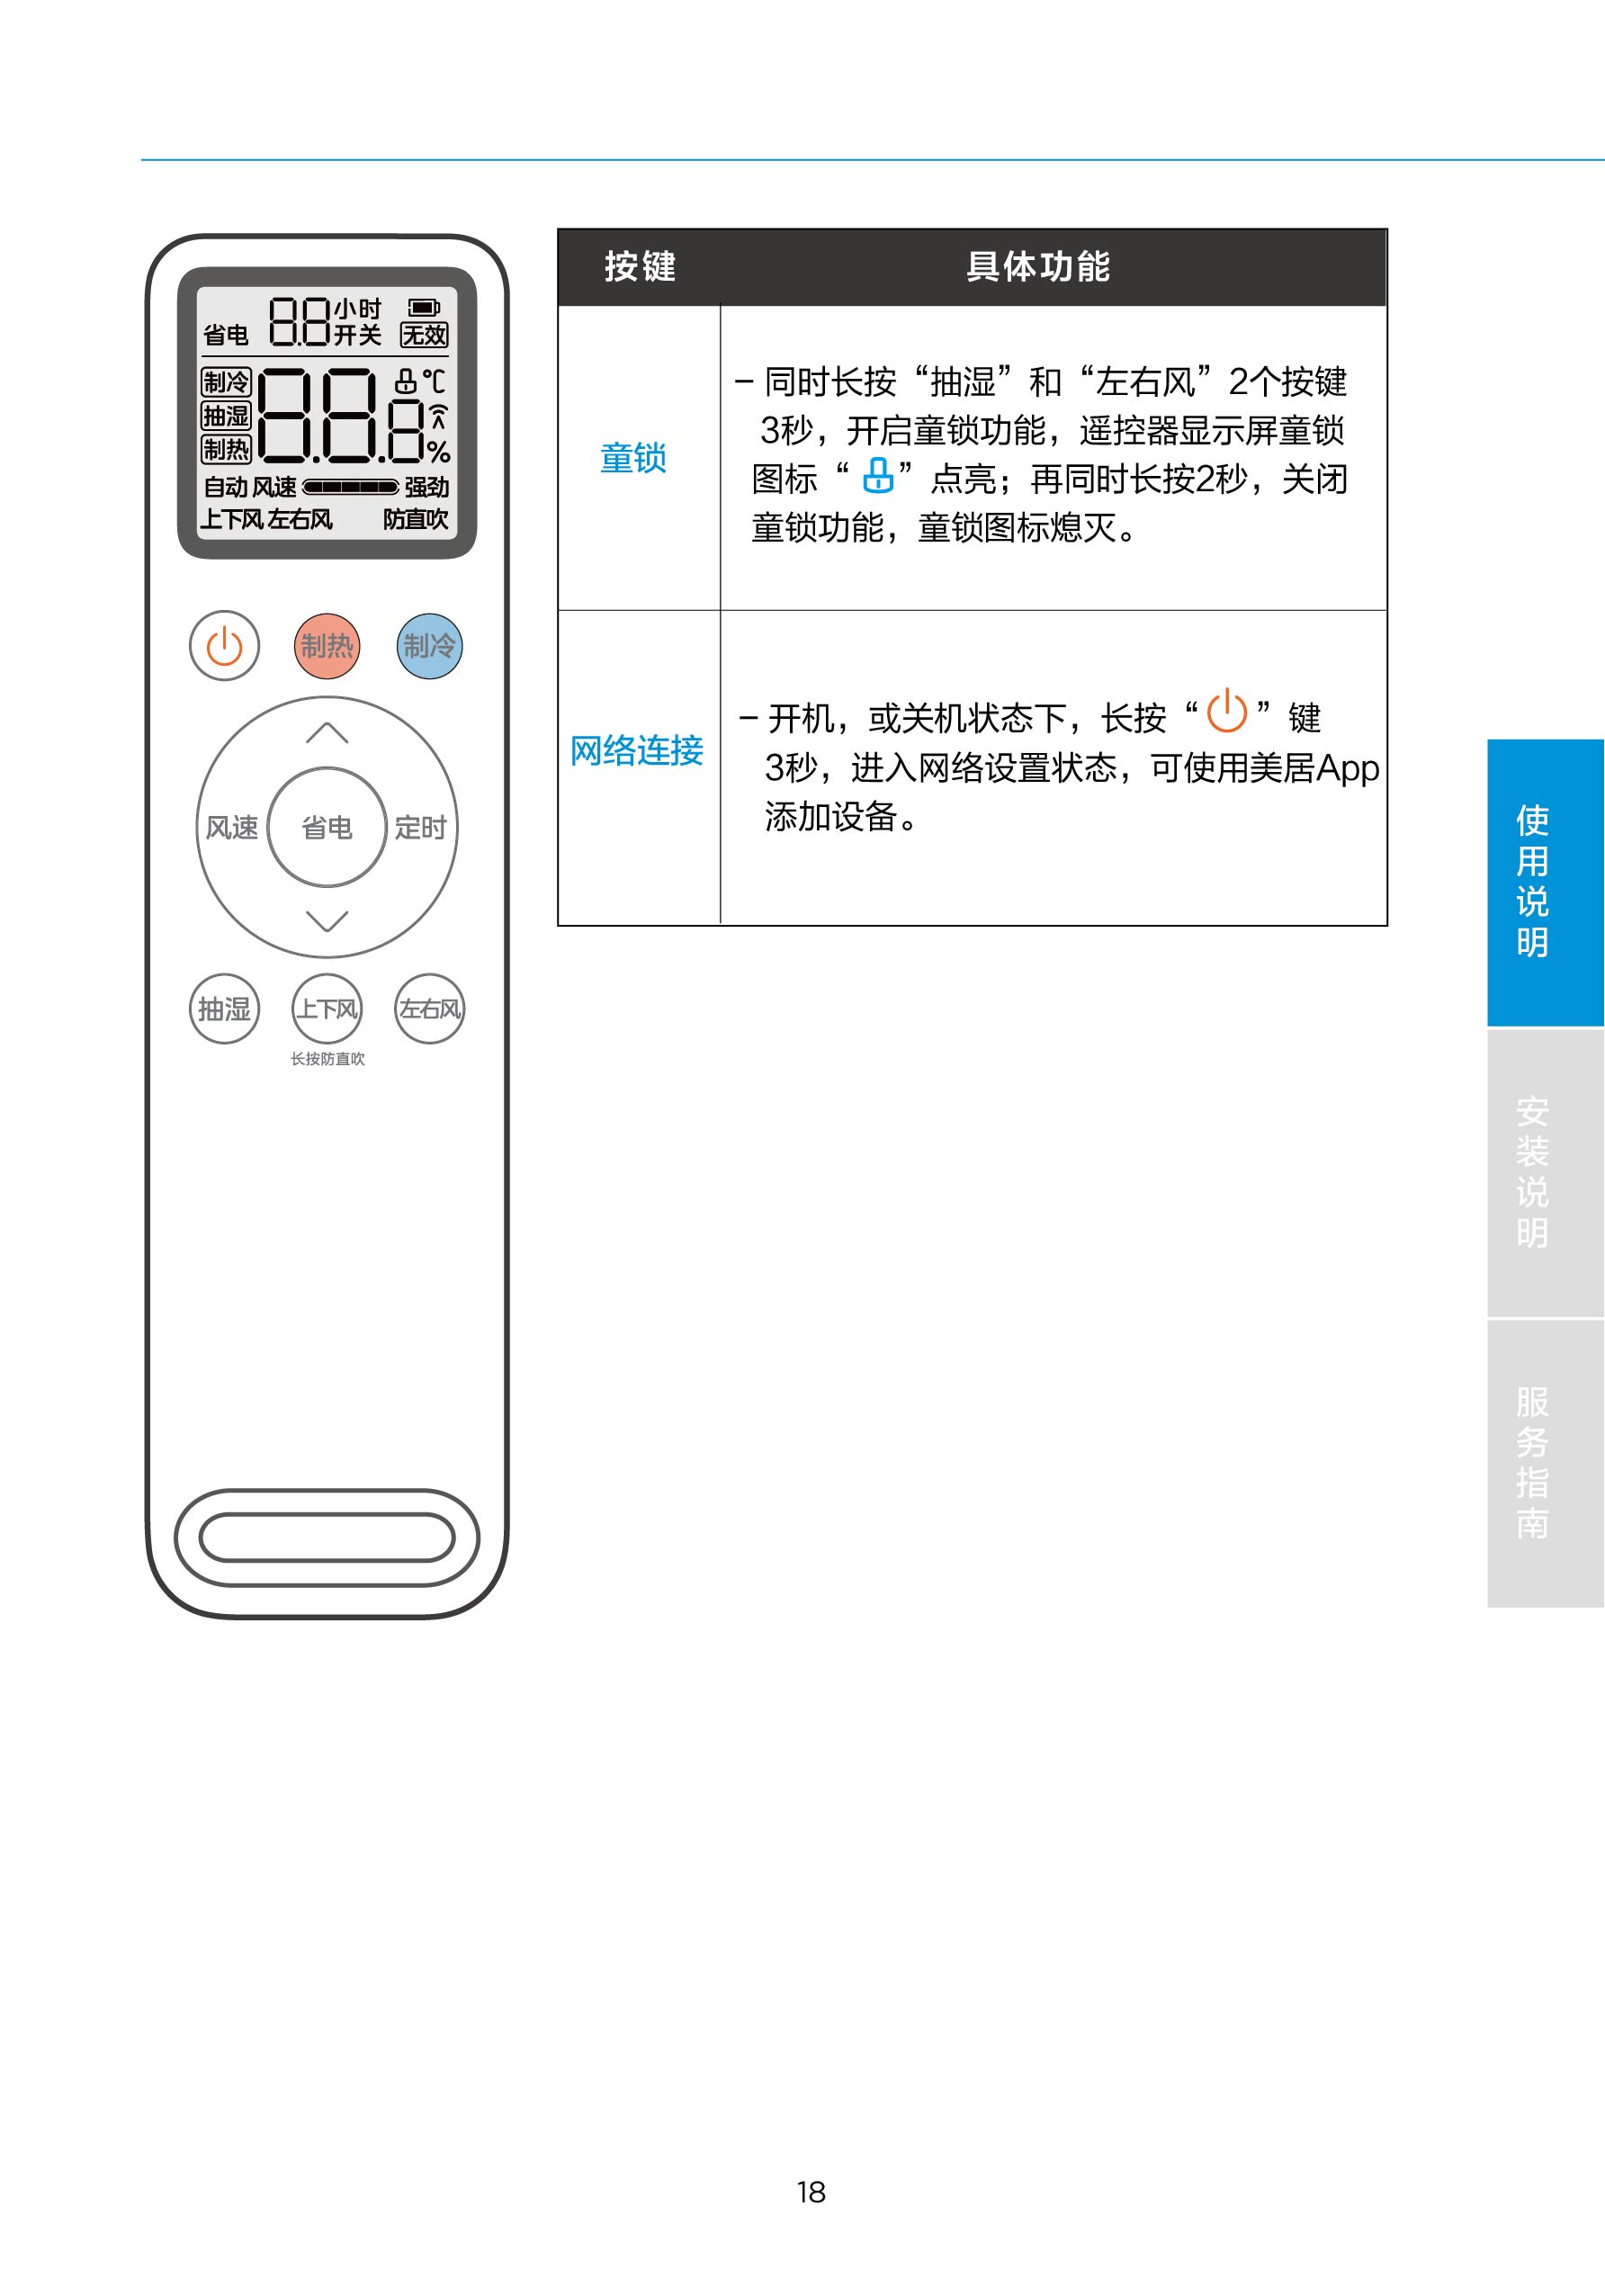 小时
省电 88 开关 无效
制冷 ℃
抽湿 88.8
制热 %
自动 风速 强劲
上下风 左右风 防直吹
制热 制冷
风速 省电 定时
抽湿 上下风 左右风
长按防直吹
按键 具体功能
童锁
- 同时长按“抽湿”和“左右风”2个按键
3秒，开启童锁功能，遥控器显示屏童锁
图标“ ”点亮；再同时长按2秒，关闭
童锁功能，童锁图标熄灭。
网络连接
- 开机，或关机状态下，长按“ ”键
3秒，进入网络设置状态，可使用美居App
添加设备。
使用说明
安装说明
服务指南
18